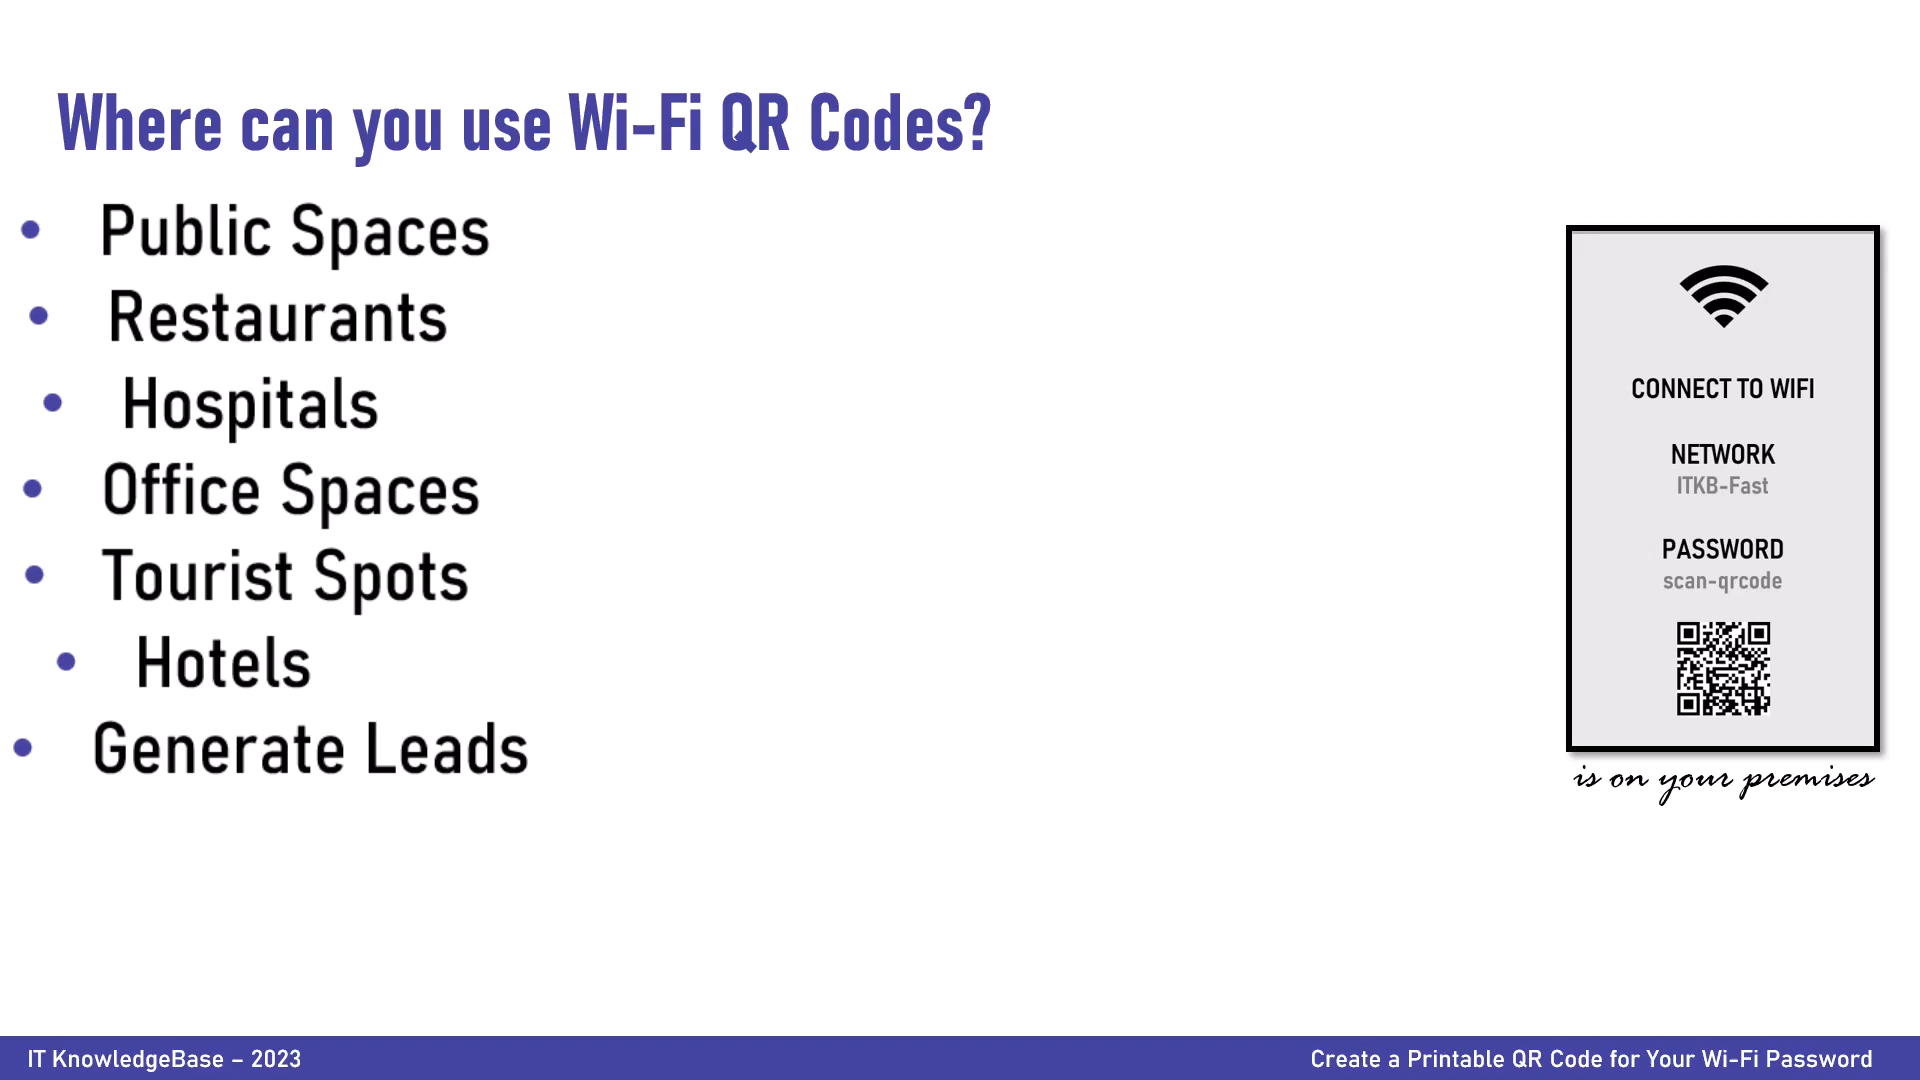 Where can you use Wi-Fi QR Codes?
• Public Spaces
• Restaurants
• Hospitals
• Office Spaces
• Tourist Spots
• Hotels
• Generate Leads
CONNECT TO WIFI
NETWORK
ITKB-Fast
PASSWORD
scan-qrcode
is on your premises
IT KnowledgeBase – 2023
Create a Printable QR Code for Your Wi-Fi Password